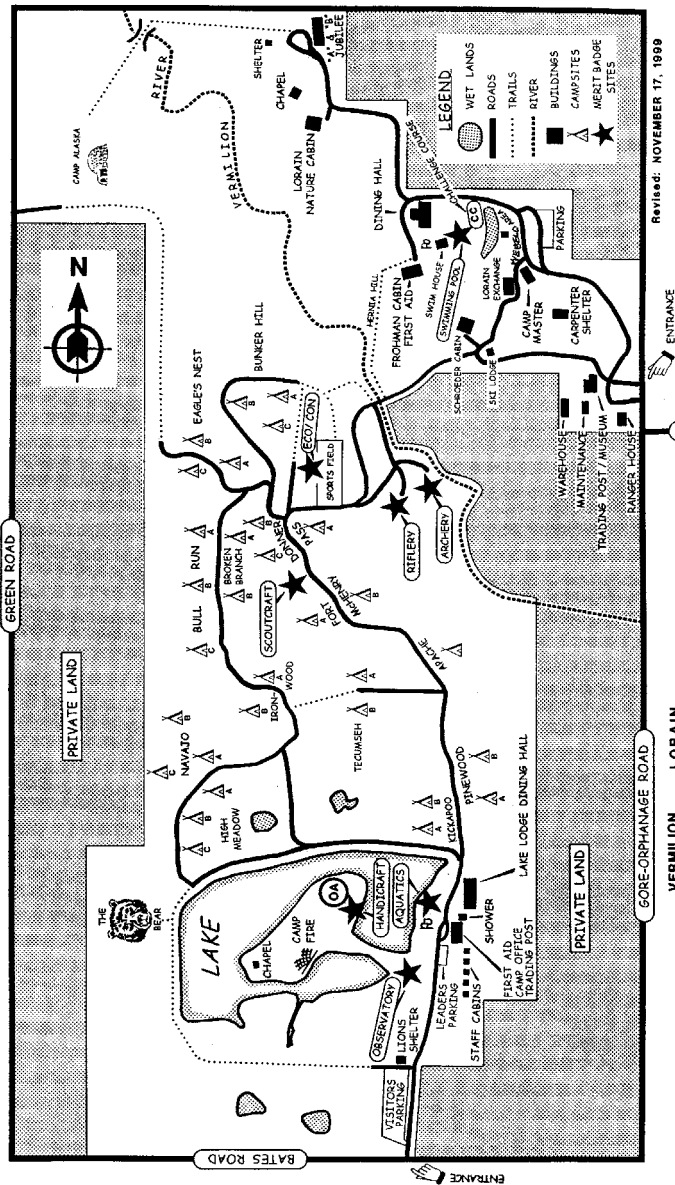 GREEN ROAD
PRIVATE LAND
THE
BEAR
LAKE
CHAPEL
CAMP
FIRE
OA
HANDICRAFT
AQUATICS
OBSERVATORY
LIONS
SHELTER
VISITORS
PARKING
BATES ROAD
ENTRANCE
LEADERS
PARKING
STAFF CABINS
FIRST AID
CAMP OFFICE
TRADING POST
SHOWER
LAKE LODGE DINING HALL
PRIVATE LAND
HIGH
MEADOW
C
B
A
NAVAJO
C
A
B
IRON-
WOOD
B
A
TECUMSEH
B
A
KICKAPOO
A
B
PINEWOOD
A
B
APACHE
FORT
McHENRY
A
B
BULL RUN
C
B
A
BROKEN
BRANCH
B
A
SCOUTCRAFT
DONNER
PASS
B
A
EAGLE'S NEST
C
B
A
BUNKER HILL
B
A
C
ECO/CON
SPORTS FIELD
RIFLERY
ARCHERY
N
CAMP ALASKA
VERMILION
RIVER
SHELTER
CHAPEL
LORAIN
NATURE CABIN
"A" & "B"
JUBILEE
HERNIA HILL
DINING HALL
FROHMAN CABIN
FIRST AID
SWIM HOUSE
SWIMMING POOL
CHALLENGE COURSE
CC
SCHROEDER CABIN
SKI LODGE
LORAIN
EXCHANGE
WEBELO
AREA
CAMP
MASTER
CARPENTER
SHELTER
PARKING
WAREHOUSE
MAINTENANCE
TRADING POST/MUSEUM
RANGER HOUSE
ENTRANCE
LEGEND
WET LANDS
ROADS
TRAILS
RIVER
BUILDINGS
CAMPSITES
MERIT BADGE
SITES
GORE-ORPHANAGE ROAD
VERMILION
LORAIN
Revised: NOVEMBER 17, 1999